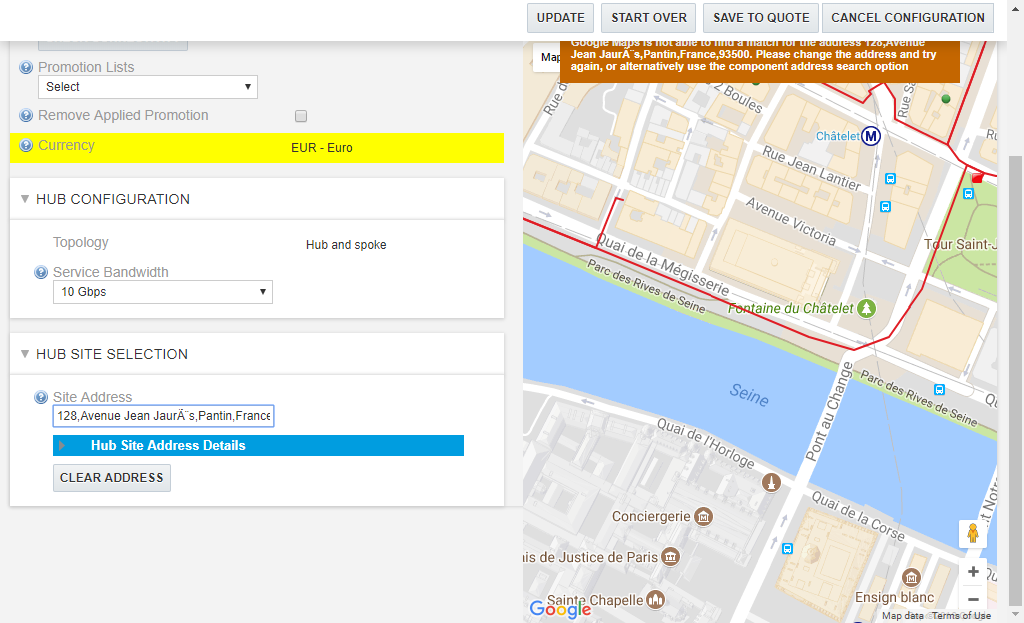 UPDATE
START OVER
SAVE TO QUOTE
CANCEL CONFIGURATION
Google Maps is not able to find a match for the address 128,Avenue
Jean JaurÃ¨s,Pantin,France,93500. Please change the address and try
again, or alternatively use the component address search option
Map
Promotion Lists
Select
Remove Applied Promotion
Currency
EUR - Euro
HUB CONFIGURATION
Topology
Hub and spoke
Service Bandwidth
10 Gbps
HUB SITE SELECTION
Site Address
128,Avenue Jean JaurÃ¨s,Pantin,France
Hub Site Address Details
CLEAR ADDRESS
2 Boules
Châtelet
M
Rue Jean Lantier
Avenue Victoria
Tour Saint-J
Quai de la Mégisserie
Parc des Rives de Seine
Fontaine du Châtelet
Seine
Pont au Change
Parc des Rives de Seine
Quai de l'Horloge
Quai de la Corse
Conciergerie
is de Justice de Paris
Sainte Chapelle
Ensign blanc
Google
Map data
Terms of Use